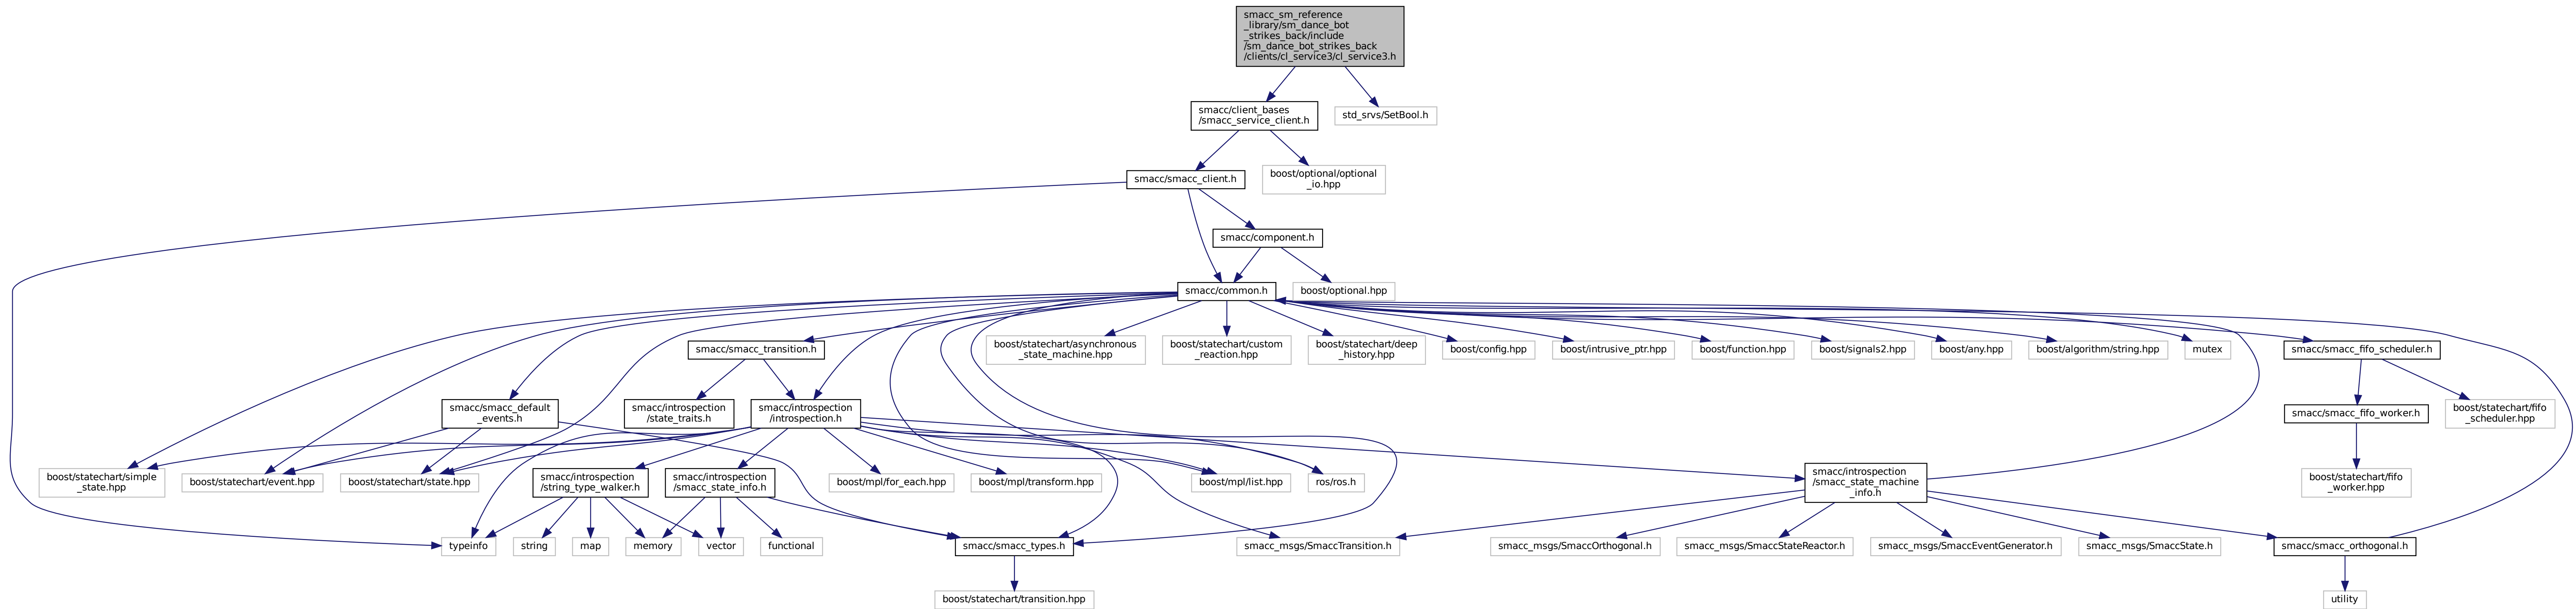 smacc_sm_reference
_library/sm_dance_bot
_strikes_back/include
/sm_dance_bot_strikes_back
/clients/cl_service3/cl_service3.h
smacc/client_bases
/smacc_service_client.h
std_srvs/SetBool.h
smacc/smacc_client.h
boost/optional/optional
_io.hpp
smacc/component.h
smacc/common.h
boost/optional.hpp
smacc/smacc_transition.h
boost/statechart/asynchronous
_state_machine.hpp
boost/statechart/custom
_reaction.hpp
boost/statechart/deep
_history.hpp
boost/config.hpp
boost/intrusive_ptr.hpp
boost/function.hpp
boost/signals2.hpp
boost/any.hpp
boost/algorithm/string.hpp
mutex
smacc/smacc_fifo_scheduler.h
smacc/smacc_default
_events.h
smacc/introspection
/state_traits.h
smacc/introspection
/introspection.h
smacc/smacc_fifo_worker.h
boost/statechart/fifo
_scheduler.hpp
boost/statechart/simple
_state.hpp
boost/statechart/event.hpp
boost/statechart/state.hpp
smacc/introspection
/string_type_walker.h
smacc/introspection
/smacc_state_info.h
boost/mpl/for_each.hpp
boost/mpl/transform.hpp
boost/mpl/list.hpp
ros/ros.h
smacc/introspection
/smacc_state_machine
_info.h
boost/statechart/fifo
_worker.hpp
typeinfo
string
map
memory
vector
functional
smacc/smacc_types.h
smacc_msgs/SmaccTransition.h
smacc_msgs/SmaccOrthogonal.h
smacc_msgs/SmaccStateReactor.h
smacc_msgs/SmaccEventGenerator.h
smacc_msgs/SmaccState.h
smacc/smacc_orthogonal.h
boost/statechart/transition.hpp
utility